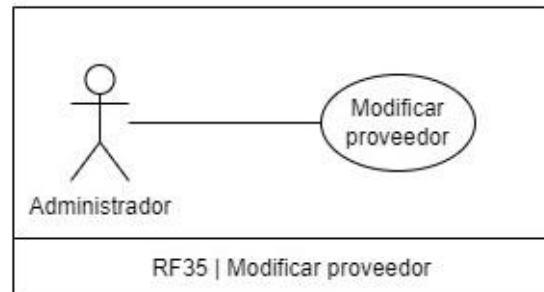 Modificar
proveedor
Administrador
RF35 | Modificar proveedor